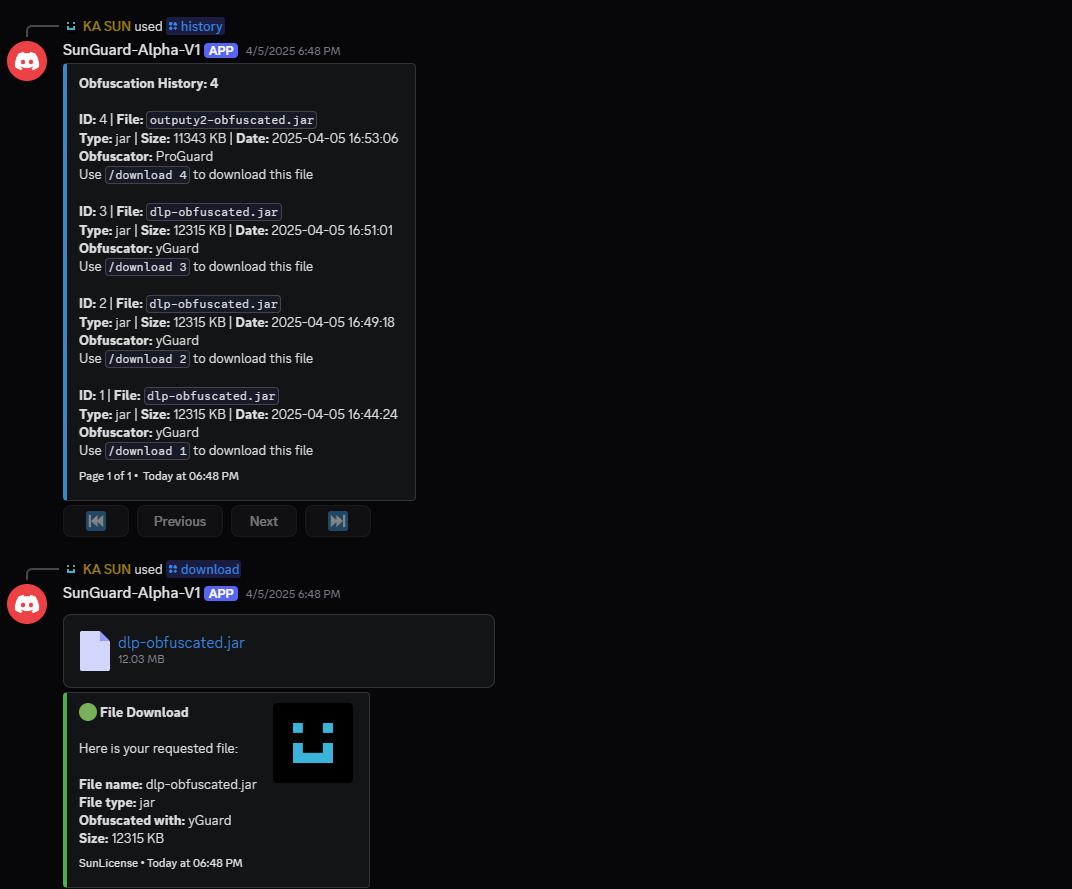 KA SUN used history
SunGuard-Alpha-V1 APP 4/5/2025 6:48 PM
Obfuscation History: 4
ID: 4 | File: outputy2-obfuscated.jar
Type: jar | Size: 11343 KB | Date: 2025-04-05 16:53:06
Obfuscator: ProGuard
Use /download 4 to download this file
ID: 3 | File: dlp-obfuscated.jar
Type: jar | Size: 12315 KB | Date: 2025-04-05 16:51:01
Obfuscator: yGuard
Use /download 3 to download this file
ID: 2 | File: dlp-obfuscated.jar
Type: jar | Size: 12315 KB | Date: 2025-04-05 16:49:18
Obfuscator: yGuard
Use /download 2 to download this file
ID: 1 | File: dlp-obfuscated.jar
Type: jar | Size: 12315 KB | Date: 2025-04-05 16:44:24
Obfuscator: yGuard
Use /download 1 to download this file
Page 1 of 1 • Today at 06:48 PM
Previous Next
KA SUN used download
SunGuard-Alpha-V1 APP 4/5/2025 6:48 PM
dlp-obfuscated.jar
12.03 MB
File Download
Here is your requested file:
File name: dlp-obfuscated.jar
File type: jar
Obfuscated with: yGuard
Size: 12315 KB
SunLicense • Today at 06:48 PM